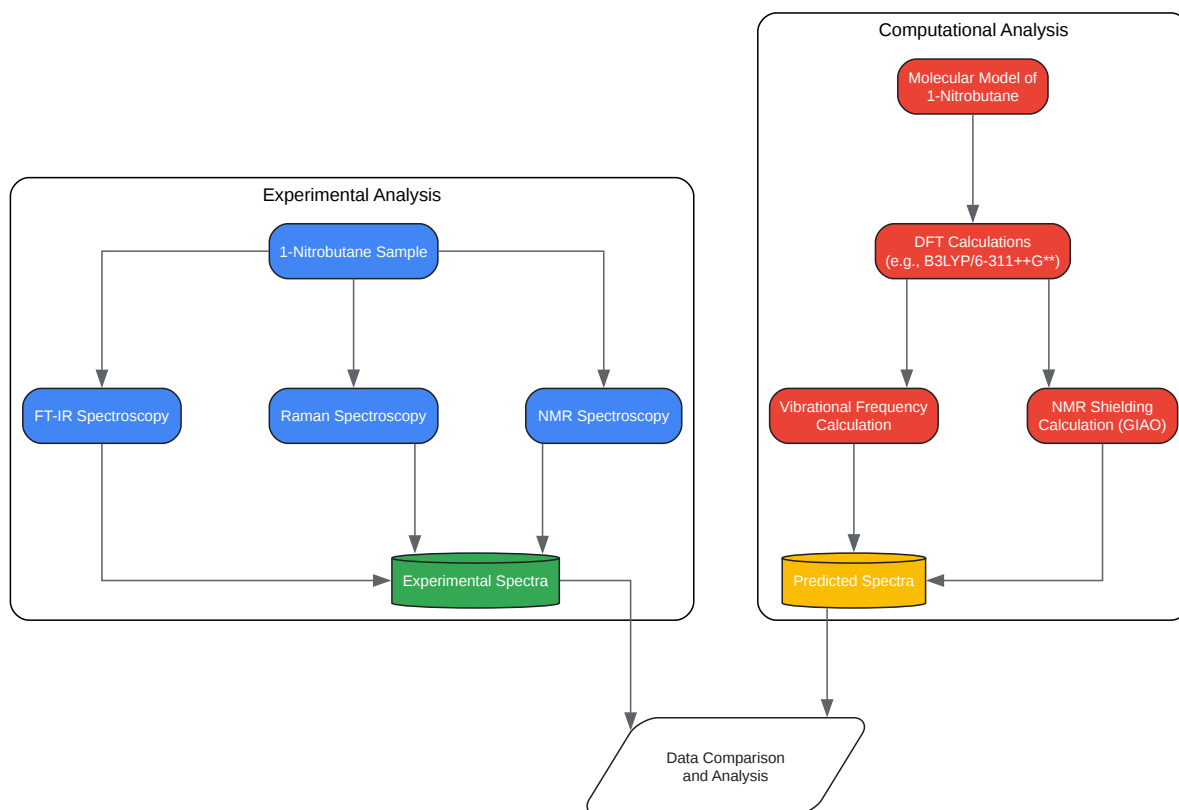 Computational Analysis
Molecular Model of
1-Nitrobutane
Experimental Analysis
1-Nitrobutane Sample
DFT Calculations
(e.g., B3LYP/6-311++G**)
FT-IR Spectroscopy
Raman Spectroscopy
NMR Spectroscopy
Vibrational Frequency
Calculation
NMR Shielding
Calculation (GIAO)
Experimental Spectra
Predicted Spectra
Data Comparison
and Analysis